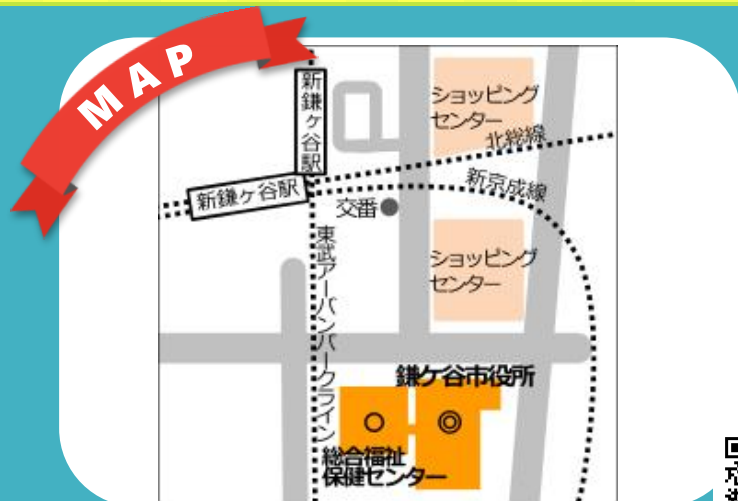 MAP
新鎌ヶ谷駅
ショッピング
センター
北総線
新鎌ヶ谷駅
新京成線
交番
東武アーバンパークライン
ショッピング
センター
鎌ケ谷市役所
総合福祉
保健センター